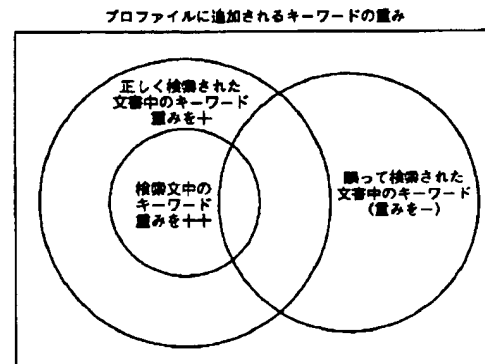 プロファイルに追加されるキーワードの重み
正しく検索された
文書中のキーワード
重みを＋
検索文中の
キーワード
重みを＋＋
誤って検索された
文書中のキーワード
(重みを－)